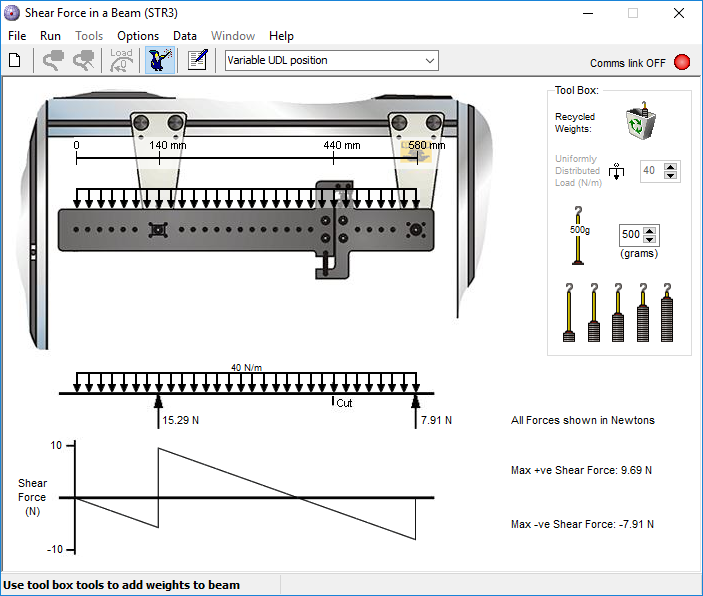 Shear Force in a Beam (STR3)
File Run Tools Options Data Window Help
Load
0
Variable UDL position
Comms link OFF
Tool Box:
Recycled
Weights:
0
140 mm
440 mm
580 mm
Uniformly
Distributed
Load (N/m)
40
500g
500
(grams)
40 N/m
Cut
15.29 N
7.91 N
All Forces shown in Newtons
10
Max +ve Shear Force: 9.69 N
Shear
Force
(N)
Max -ve Shear Force: -7.91 N
-10
Use tool box tools to add weights to beam